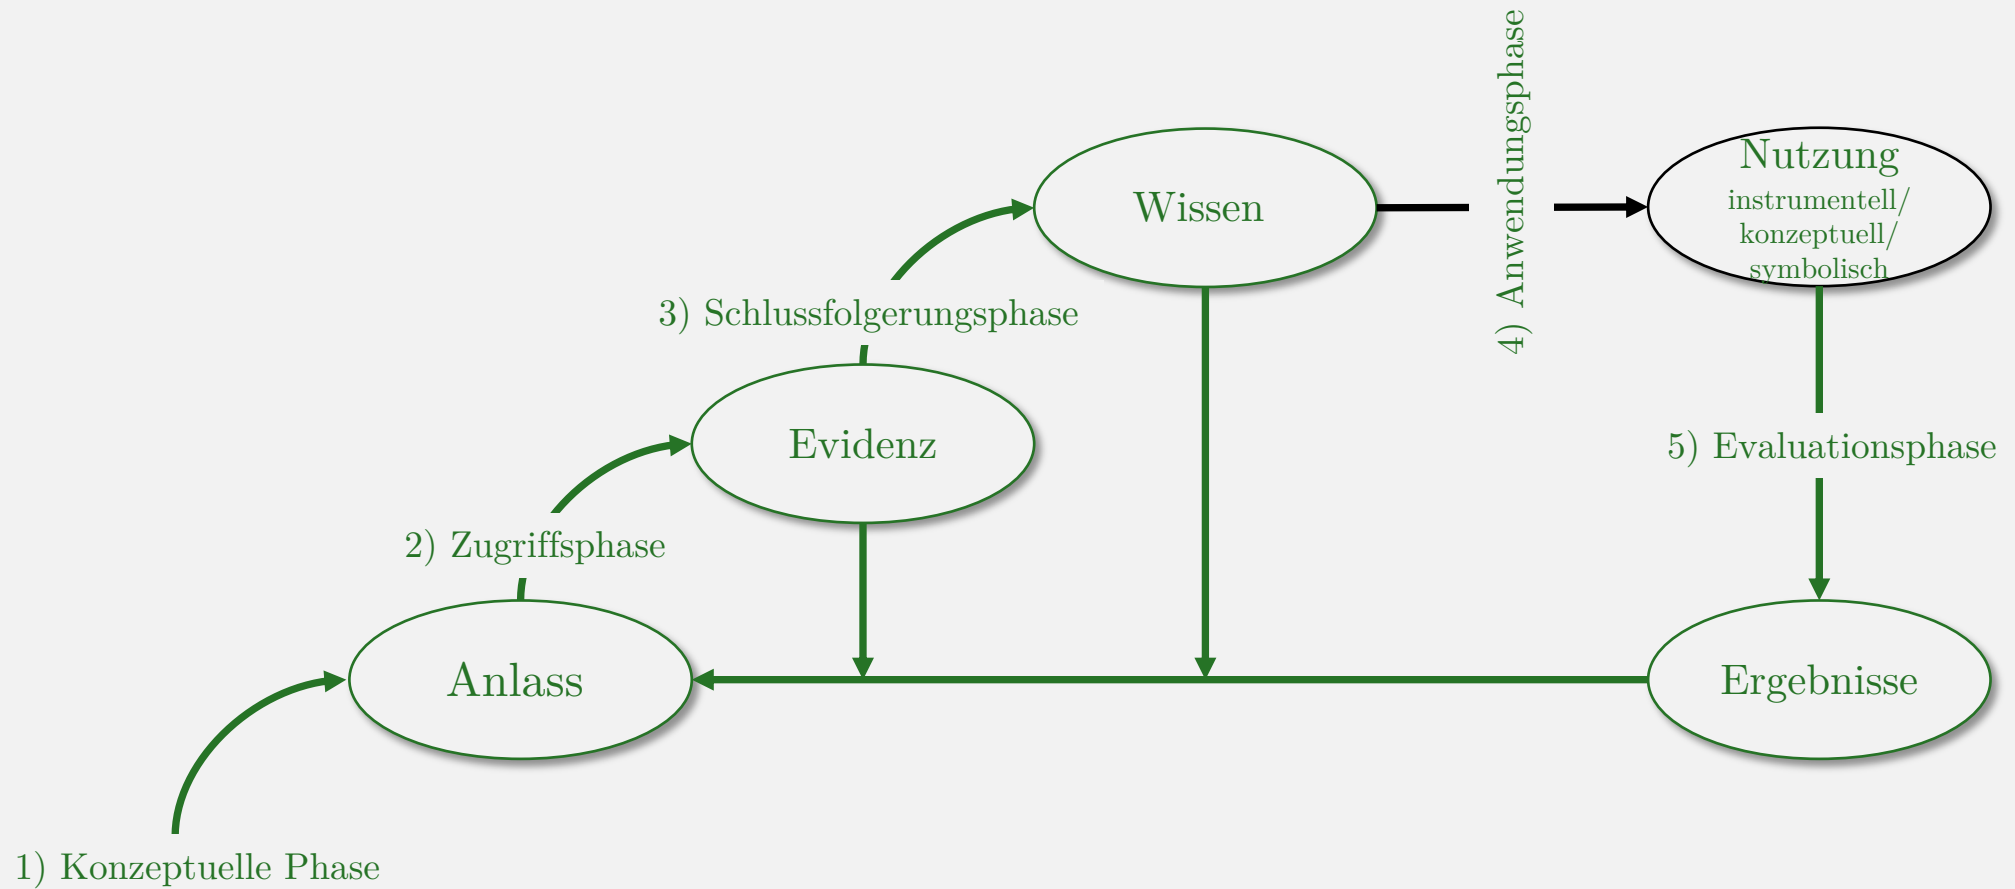 4) Anwendungsphase
Wissen
Nutzung
instrumentell/
konzeptuell/
symbolisch
3) Schlussfolgerungsphase
Evidenz
5) Evaluationsphase
2) Zugriffsphase
Anlass
Ergebnisse
1) Konzeptuelle Phase